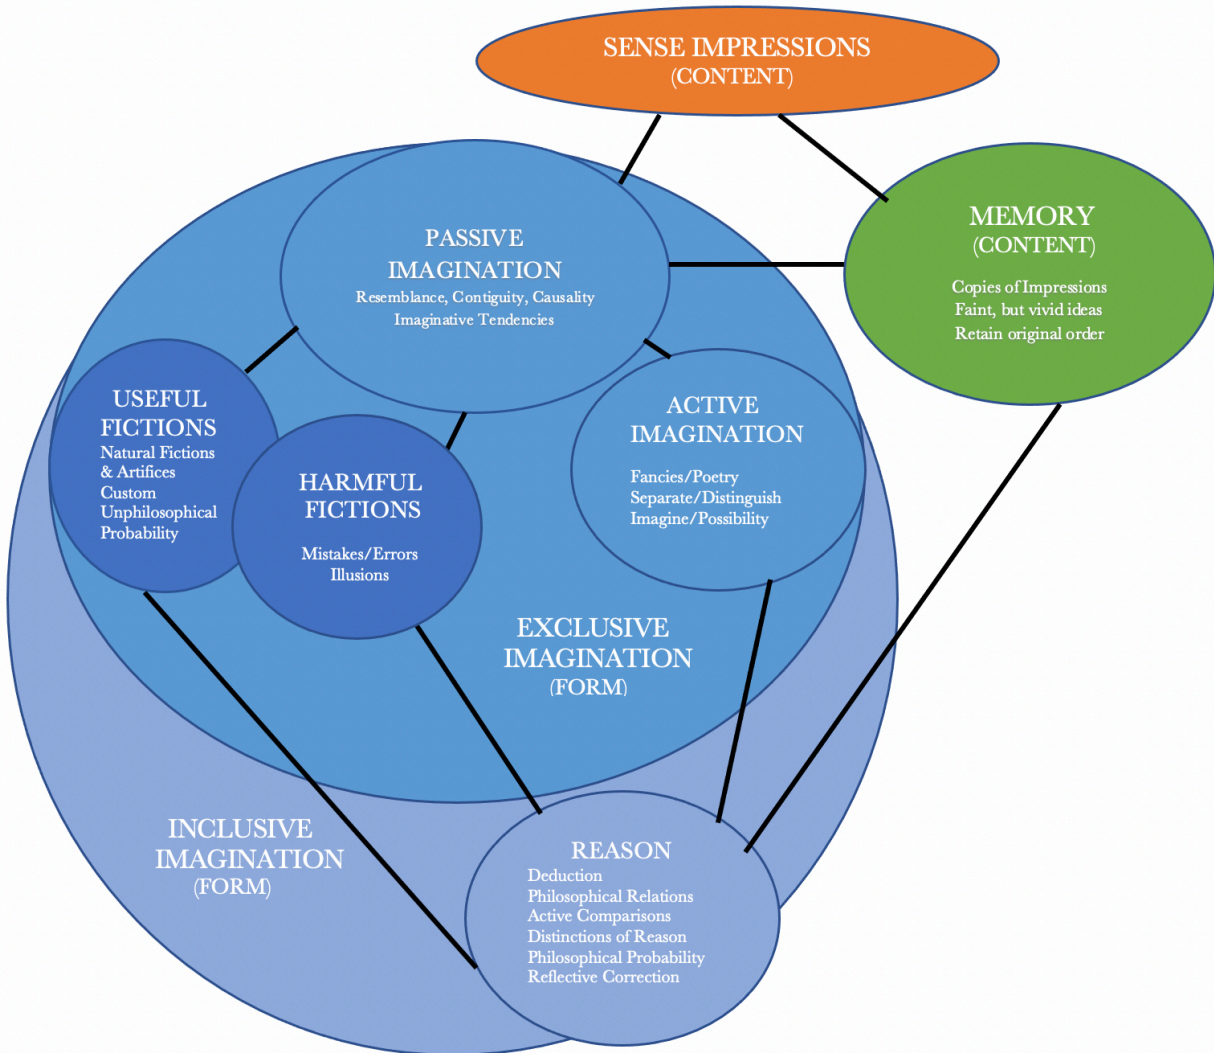 SENSE IMPRESSIONS
(CONTENT)
MEMORY
(CONTENT)
Copies of Impressions
Faint, but vivid ideas
Retain original order
PASSIVE
IMAGINATION
Resemblance, Contiguity, Causality
Imaginative Tendencies
USEFUL
FICTIONS
Natural Fictions
& Artifices
Custom
Unphilosophical
Probability
HARMFUL
FICTIONS
Mistakes/Errors
Illusions
ACTIVE
IMAGINATION
Fancies/Poetry
Separate/Distinguish
Imagine/Possibility
EXCLUSIVE
IMAGINATION
(FORM)
INCLUSIVE
IMAGINATION
(FORM)
REASON
Deduction
Philosophical Relations
Active Comparisons
Distinctions of Reason
Philosophical Probability
Reflective Correction